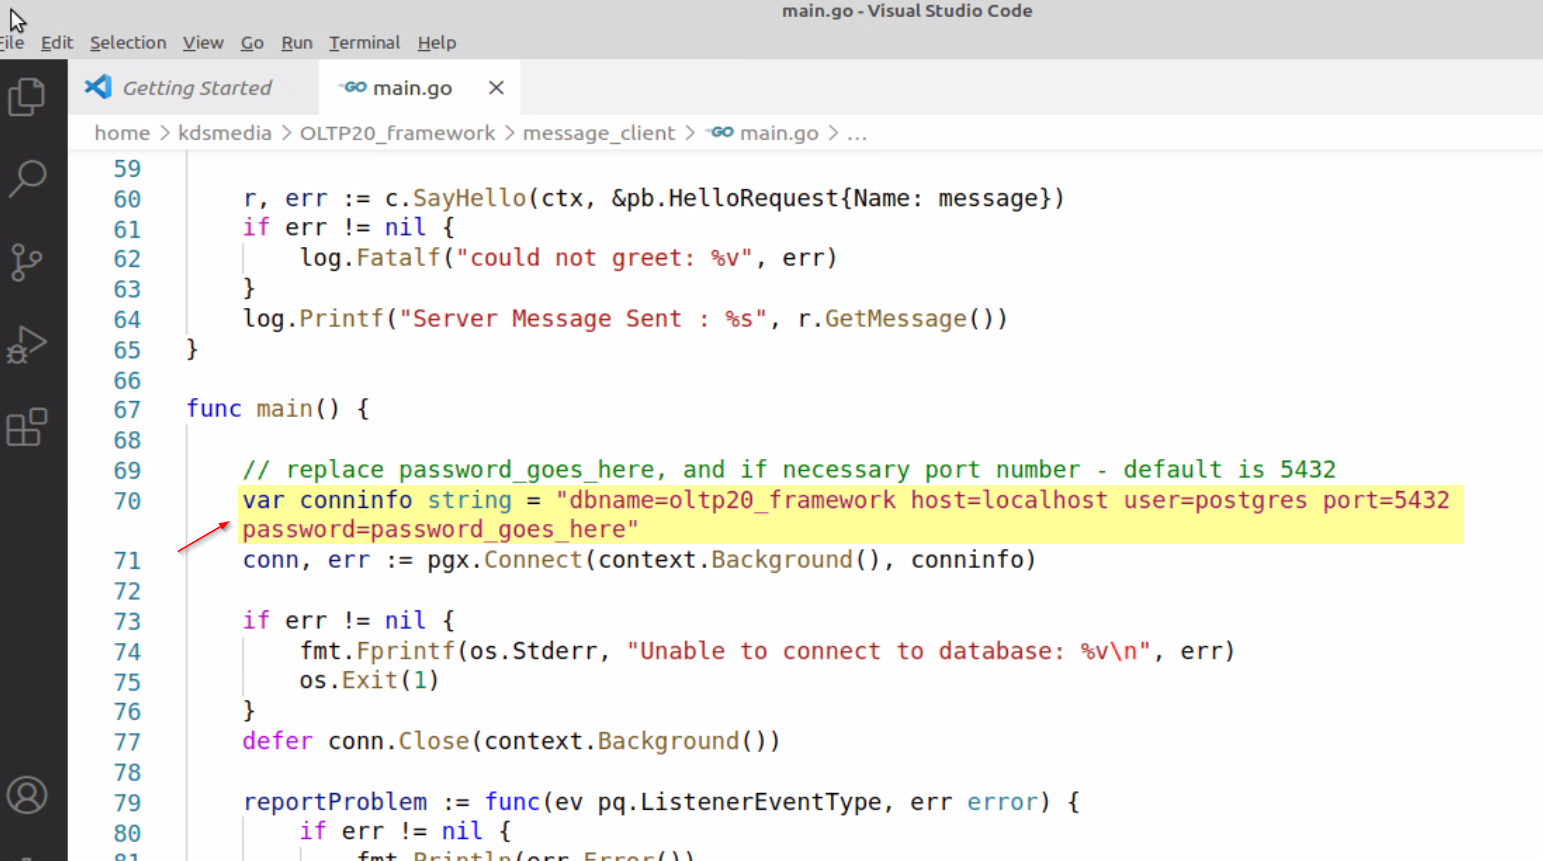 main.go - Visual Studio Code
File Edit Selection View Go Run Terminal Help
Getting Started GO main.go
home > kdsmedia > OLTP20_framework > message_client > GO main.go > ...
59
60 r, err := c.SayHello(ctx, &pb.HelloRequest{Name: message})
61 if err != nil {
62 log.Fatalf("could not greet: %v", err)
63 }
64 log.Printf("Server Message Sent : %s", r.GetMessage())
65 }
66
67 func main() {
68
69 // replace password_goes_here, and if necessary port number - default is 5432
70 var conninfo string = "dbname=oltp20_framework host=localhost user=postgres port=5432
password=password_goes_here"
71 conn, err := pgx.Connect(context.Background(), conninfo)
72
73 if err != nil {
74 fmt.Fprintf(os.Stderr, "Unable to connect to database: %v\n", err)
75 os.Exit(1)
76 }
77 defer conn.Close(context.Background())
78
79 reportProblem := func(ev pq.ListenerEventType, err error) {
80 if err != nil {
81 fmt.Println(err.Error())